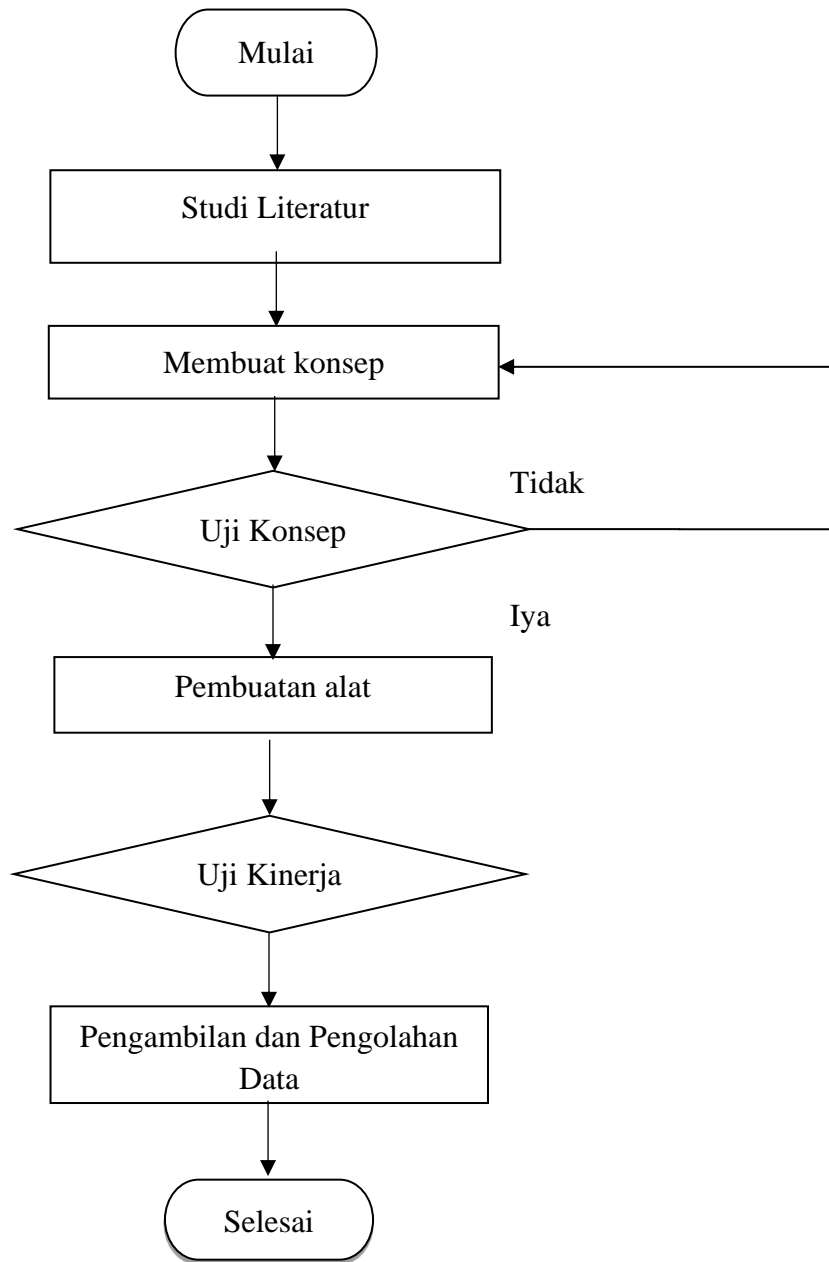 Mulai
Studi Literatur
Membuat konsep
Tidak
Uji Konsep
Iya
Pembuatan alat
Uji Kinerja
Pengambilan dan Pengolahan
Data
Selesai